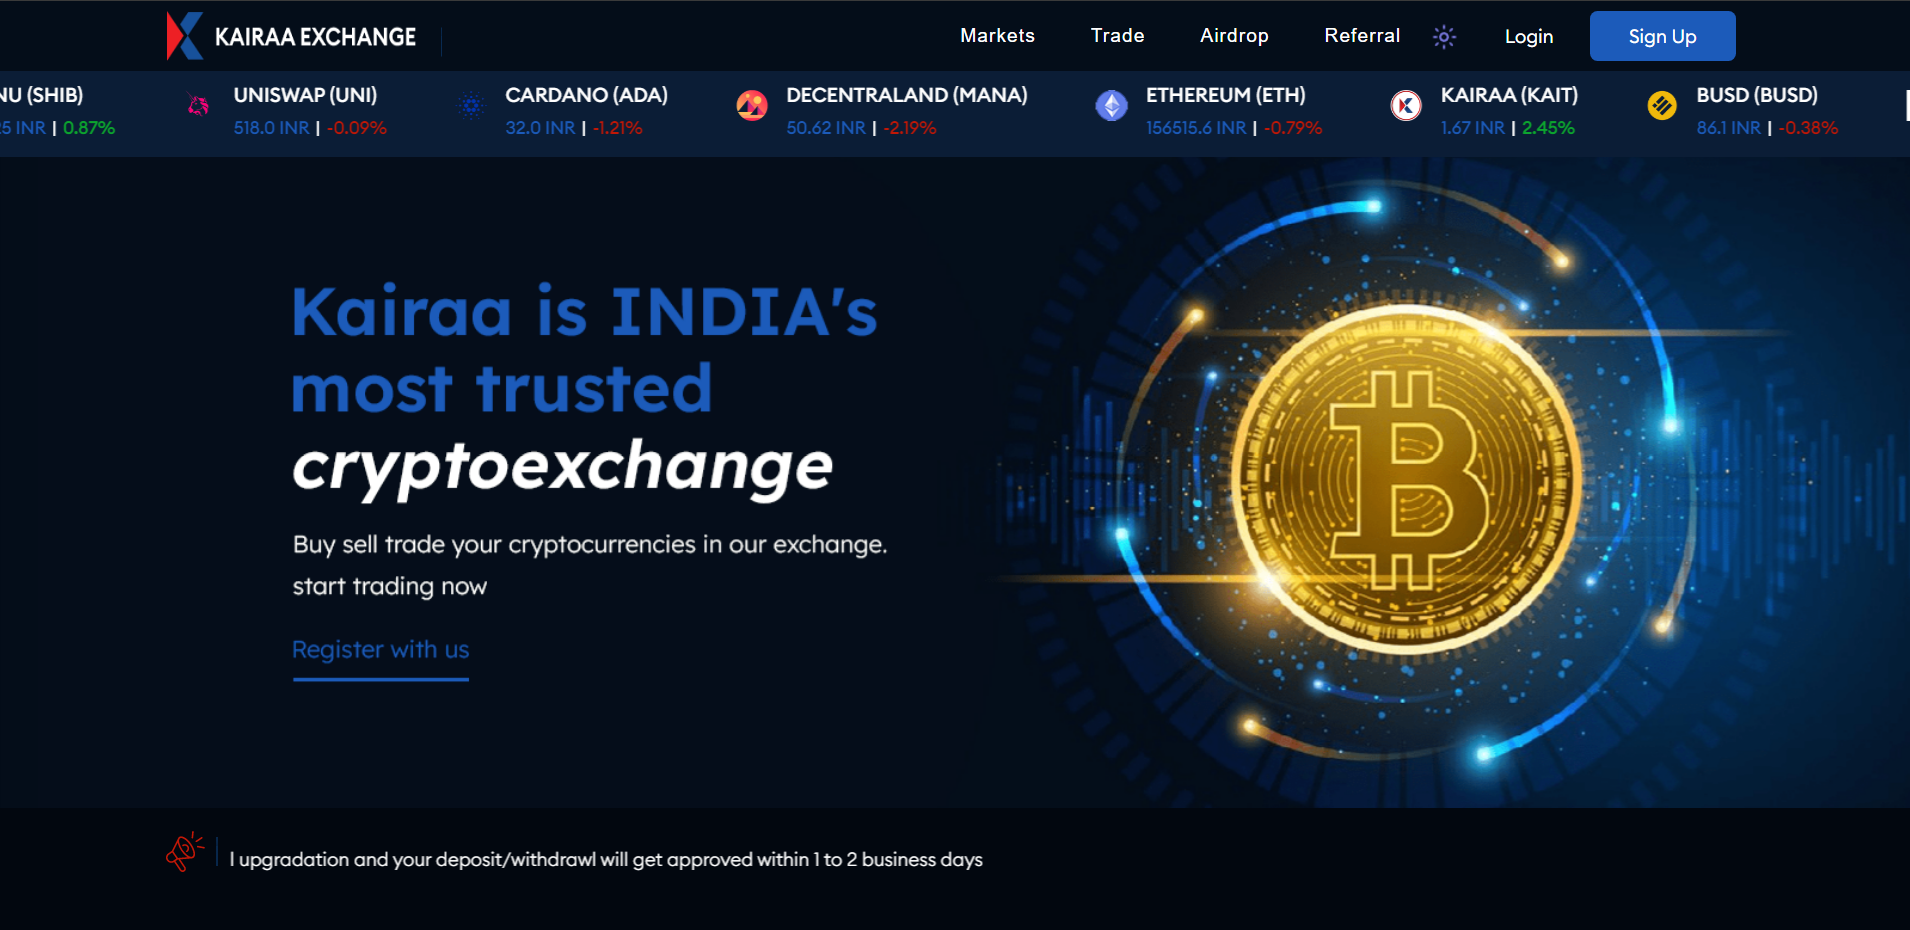 KAIRAA EXCHANGE
Markets Trade Airdrop Referral Login Sign Up
NU (SHIB) UNISWAP (UNI) CARDANO (ADA) DECENTRALAND (MANA) ETHEREUM (ETH) KAIRAA (KAIT) BUSD (BUSD)
25 INR | 0.87% 518.0 INR | -0.09% 32.0 INR | -1.21% 50.62 INR | -2.19% 156515.6 INR | -0.79% 1.67 INR | 2.45% 86.1 INR | -0.38%
Kairaa is INDIA's
most trusted
cryptoexchange
Buy sell trade your cryptocurrencies in our exchange.
start trading now
Register with us
l upgradation and your deposit/withdrawl will get approved within 1 to 2 business days